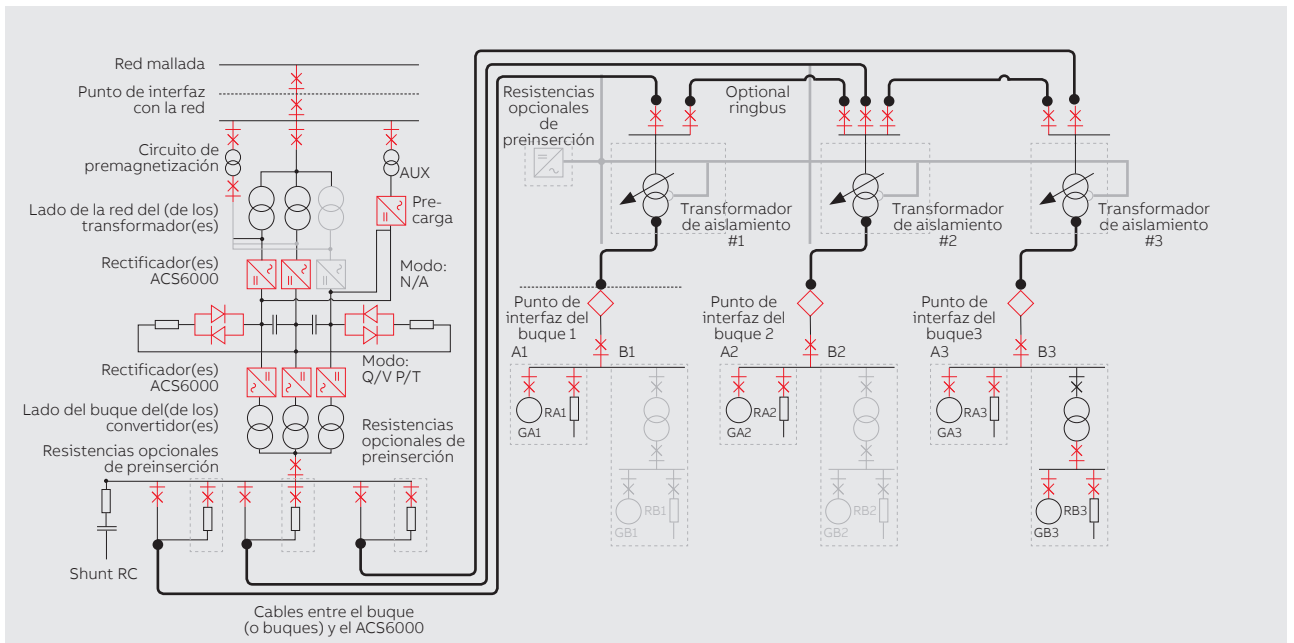 Red mallada
Punto de interfaz
con la red
Circuito de
premagnetización
AUX
Pre-
carga
Lado de la red del (de los)
transformador(es)
Rectificador(es)
ACS6000
Modo:
N/A
Modo:
Q/V P/T
Rectificador(es)
ACS6000
Lado del buque del(de los)
convertidor(es)
Resistencias
opcionales de
preinserción
Resistencias opcionales
de preinserción
Shunt RC
Cables entre el buque
(o buques) y el ACS6000
Resistencias
opcionales
de
preinserción
Optional
ringbus
Transformador
de aislamiento
#1
Transformador
de aislamiento
#2
Transformador
de aislamiento
#3
Punto de
interfaz del
buque 1
Punto de
interfaz del
buque 2
Punto de
interfaz del
buque3
A1
B1
A2
B2
A3
B3
RA1
GA1
RA2
GA2
RA3
GA3
RB1
GB1
RB2
GB2
RB3
GB3